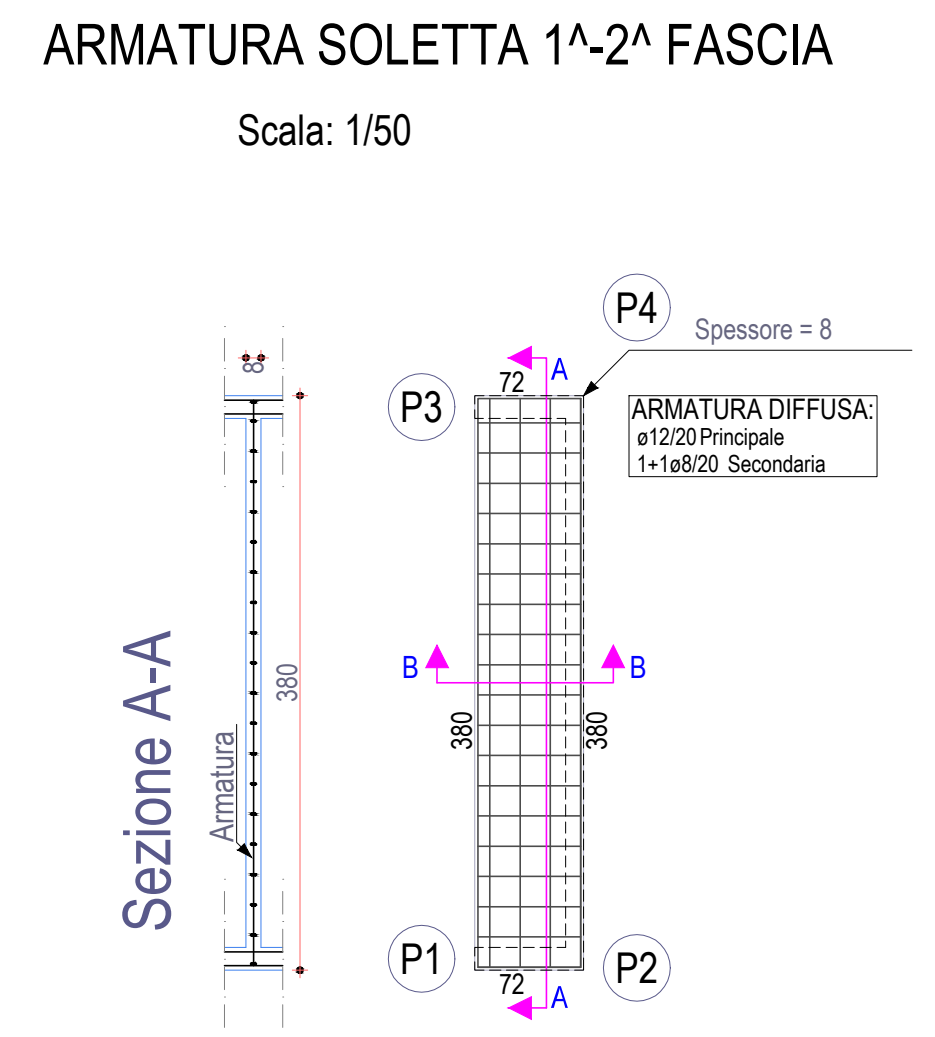 ARMATURA SOLETTA 1^-2^ FASCIA
Scala: 1/50
P4
Spessore = 8
8
72
A
P3
ARMATURA DIFFUSA:
ø12/20 Principale
1+1ø8/20 Secondaria
Sezione A-A
Armatura
380
B
B
380
380
P1
P2
72
A